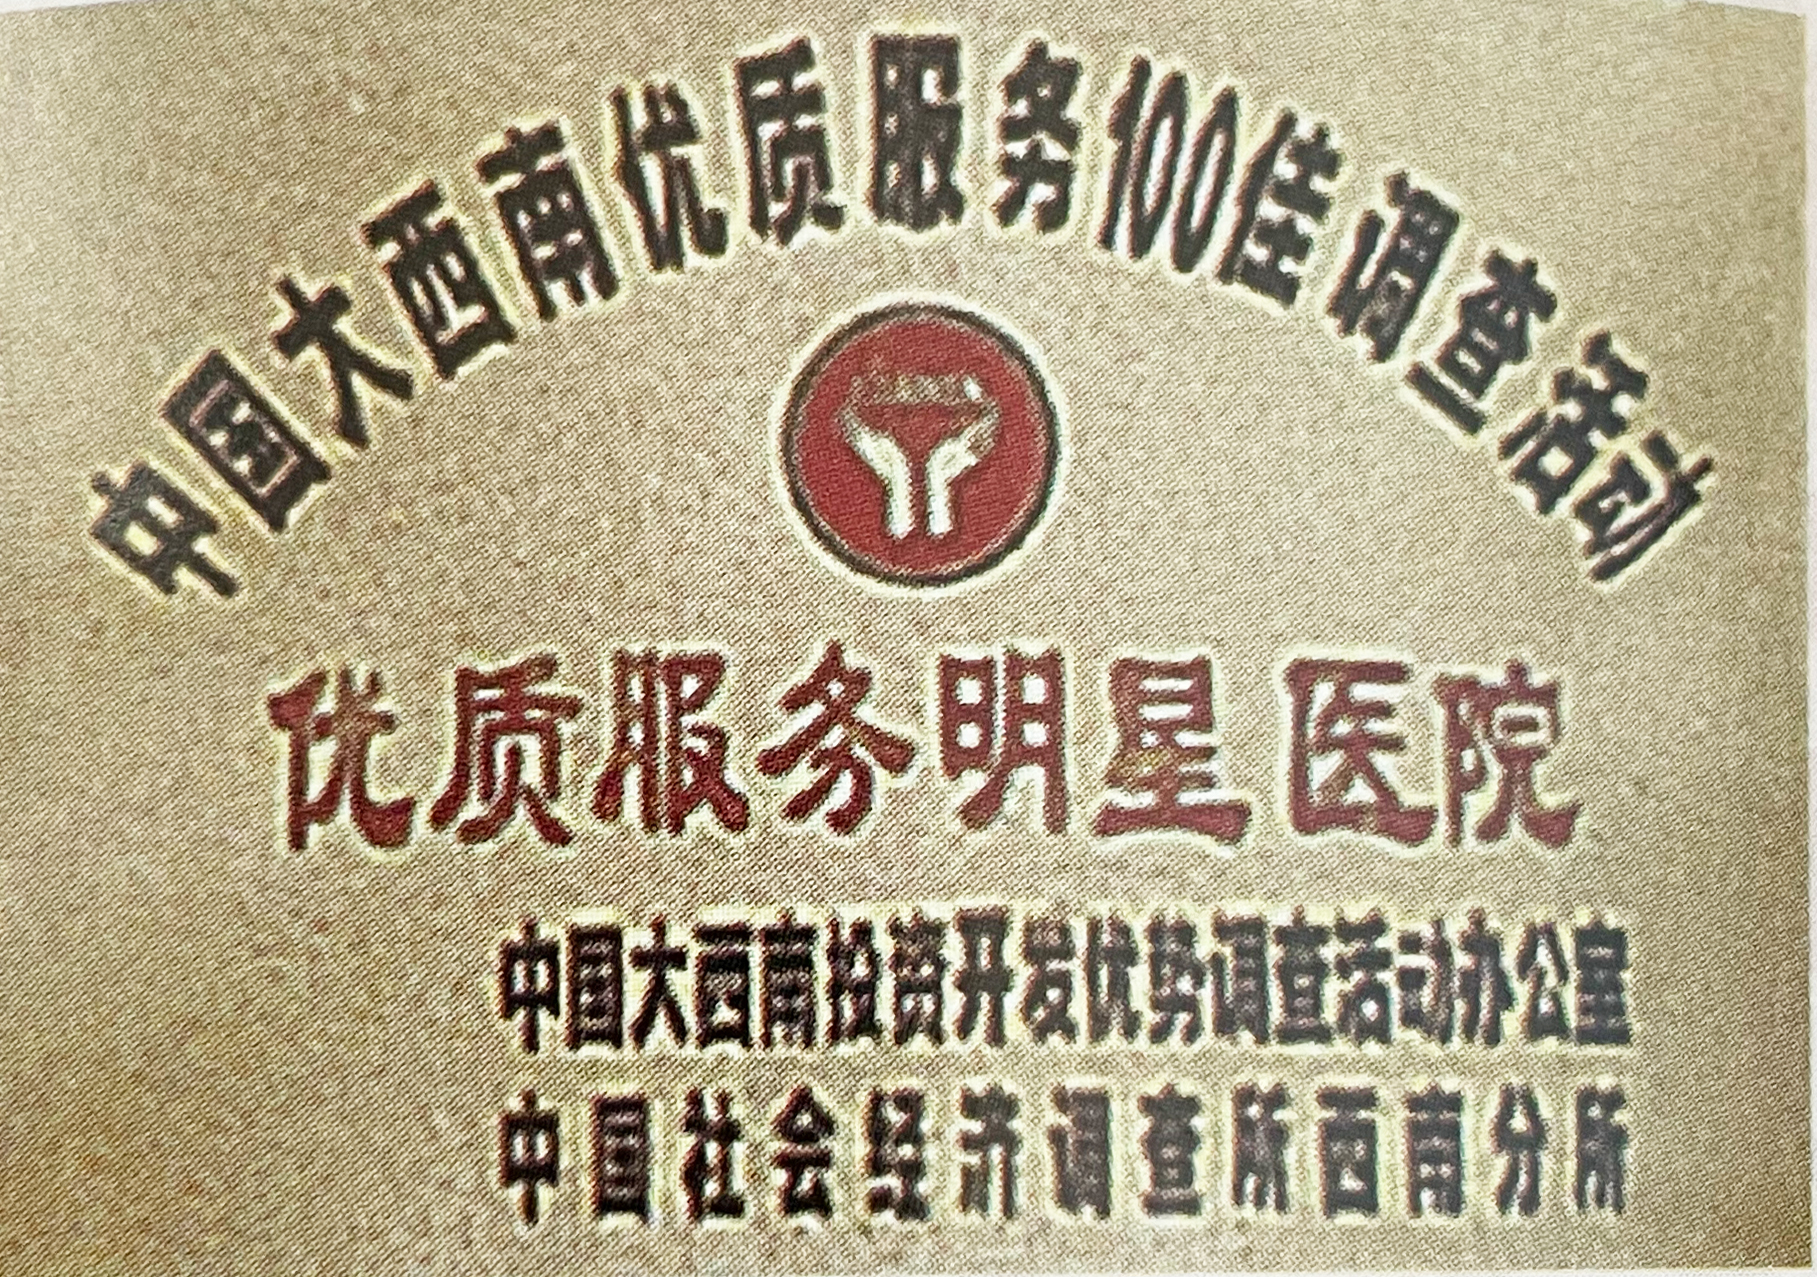 中国大西南优质服务100佳调查活动
优质服务明星医院
中国大西南投资开发优势调查活动办公室
中国社会经济调查所西南分所